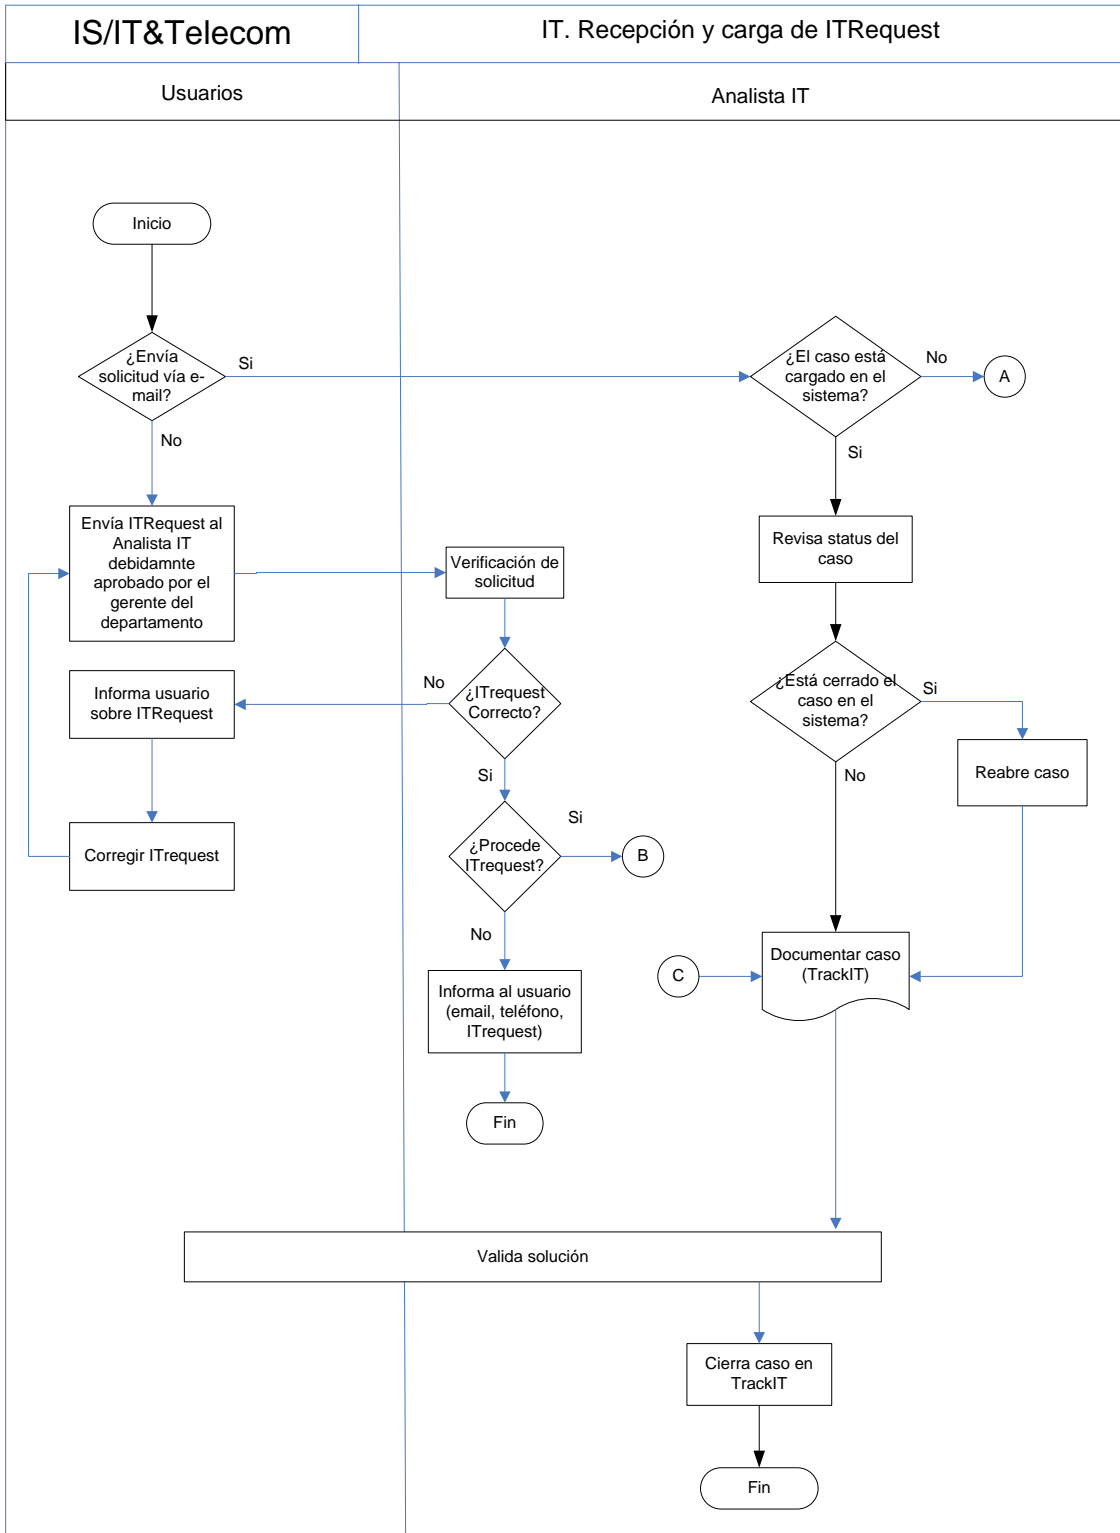 IS/IT&Telecom
IT. Recepción y carga de ITRequest
Usuarios
Analista IT
Inicio
¿Envía
solicitud vía e-
mail?
Si
No
¿El caso está
cargado en el
sistema?
No
A
Si
Envía ITRequest al
Analista IT
debidamnte
aprobado por el
gerente del
departamento
Verificación de
solicitud
Revisa status del
caso
Informa usuario
sobre ITRequest
No
¿ITrequest
Correcto?
Si
¿Está cerrado el
caso en el
sistema?
Si
No
Reabre caso
Corregir ITrequest
¿Procede
ITrequest?
Si
B
No
Informa al usuario
(email, teléfono,
ITrequest)
C
Documentar caso
(TrackIT)
Fin
Valida solución
Cierra caso en
TrackIT
Fin